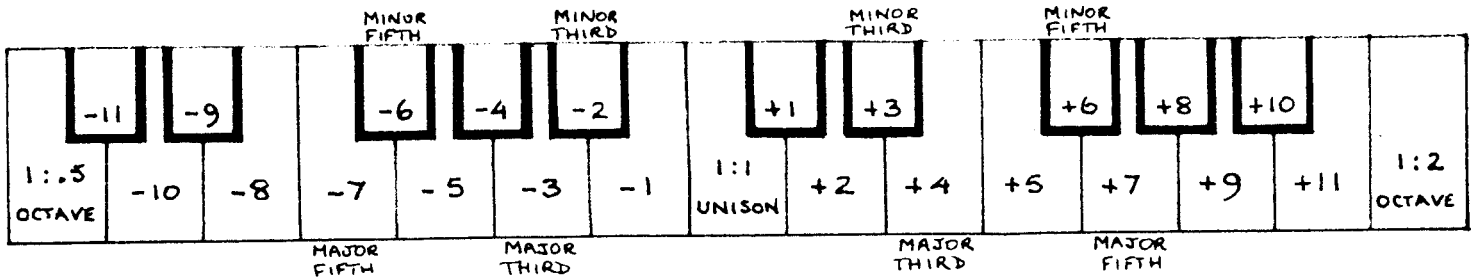 MINOR FIFTH
MINOR THIRD
MINOR THIRD
MINOR FIFTH
-11 -9 -6 -4 -2 +1 +3 +6 +8 +10
1:.5 OCTAVE -10 -8 -7 -5 -3 -1 1:1 UNISON +2 +4 +5 +7 +9 +11 1:2 OCTAVE
MAJOR FIFTH
MAJOR THIRD
MAJOR THIRD
MAJOR FIFTH